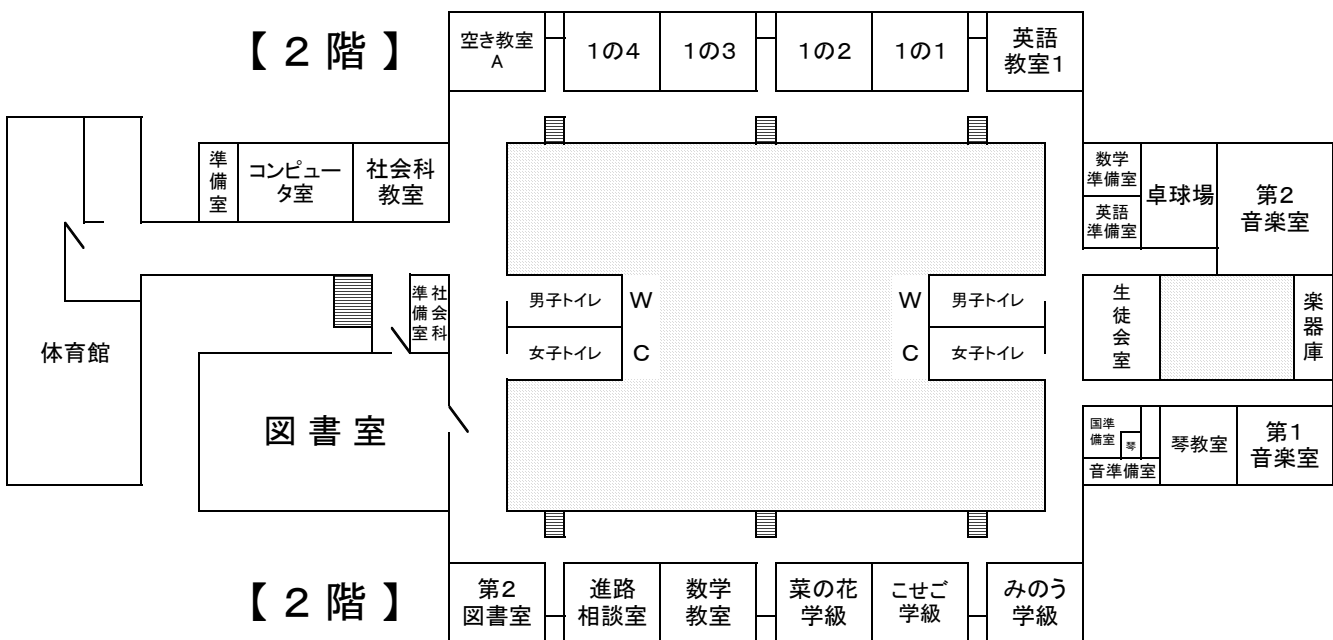 【２階】
空き教室
A
1の4
1の3
1の2
1の1
英語
教室1
準備室
コンピュー
タ室
社会科
教室
数学
準備室
英語
準備室
卓球場
第2
音楽室
体育館
社会科
準備室
男子トイレ
W
女子トイレ
C
W
男子トイレ
C
女子トイレ
生徒会室
楽器庫
図書室
国準
備室
琴
音準備室
琴教室
第1
音楽室
【２階】
第2
図書室
進路
相談室
数学
教室
菜の花
学級
こせご
学級
みのう
学級